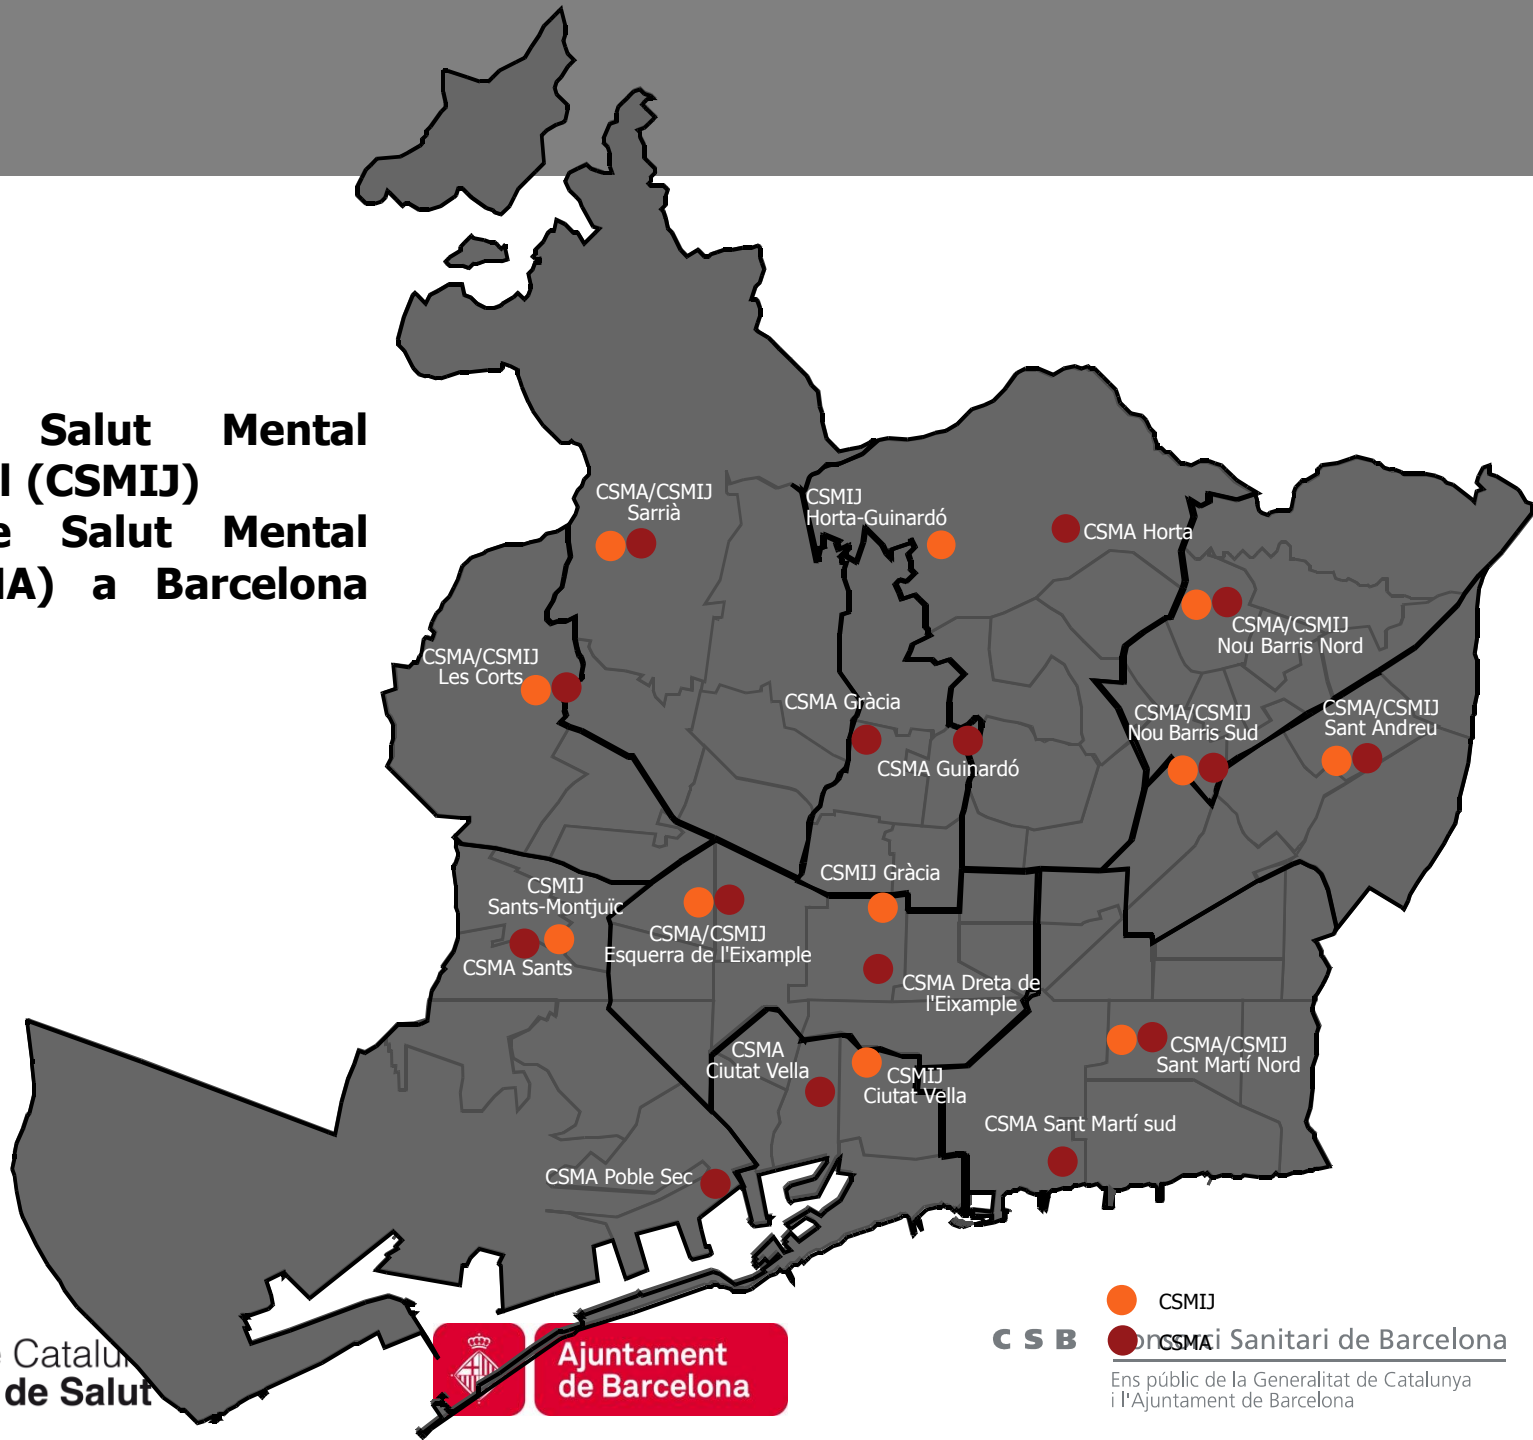 Salut Mental
l (CSMIJ)
e Salut Mental
A) a Barcelona
CSMA/CSMIJ
Sarrià
CSMIJ
Horta-Guinardó
CSMA Horta
CSMA/CSMIJ
Nou Barris Nord
CSMA/CSMIJ
Les Corts
CSMA Gràcia
CSMA Guinardó
CSMA/CSMIJ
Nou Barris Sud
CSMA/CSMIJ
Sant Andreu
CSMIJ
Sants-Montjuïc
CSMA Sants
CSMA/CSMIJ
Esquerra de l'Eixample
CSMIJ Gràcia
CSMA Dreta de
l'Eixample
CSMA
Ciutat Vella
CSMIJ
Ciutat Vella
CSMA/CSMIJ
Sant Martí Nord
CSMA Sant Martí sud
CSMA Poble Sec
CSMIJ
CSMA
Catalun
de Salut
Ajuntament
de Barcelona
CSB
Sanitari de Barcelona
Ens públic de la Generalitat de Catalunya
i l'Ajuntament de Barcelona